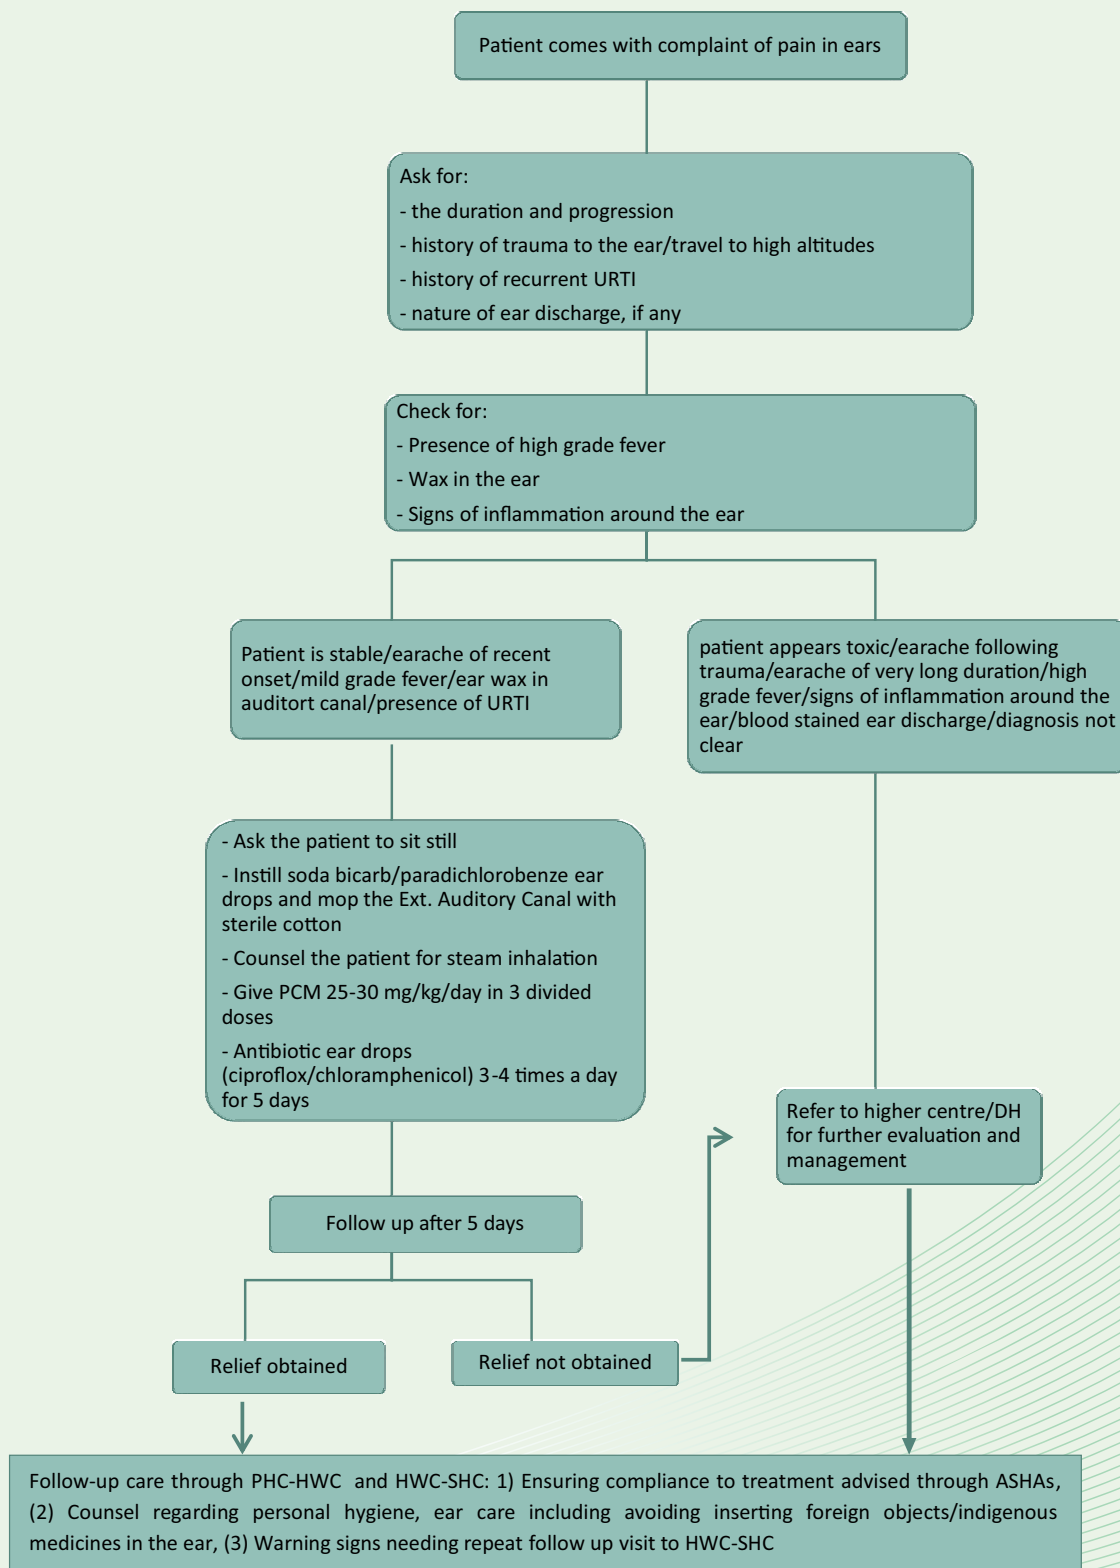 Patient comes with complaint of pain in ears
Ask for:
- the duration and progression
- history of trauma to the ear/travel to high altitudes
- history of recurrent URTI
- nature of ear discharge, if any
Check for:
- Presence of high grade fever
- Wax in the ear
- Signs of inflammation around the ear
Patient is stable/earache of recent
onset/mild grade fever/ear wax in
auditort canal/presence of URTI
patient appears toxic/earache following
trauma/earache of very long duration/high
grade fever/signs of inflammation around the
ear/blood stained ear discharge/diagnosis not
clear
- Ask the patient to sit still
- Instill soda bicarb/paradichlorobenze ear
drops and mop the Ext. Auditory Canal with
sterile cotton
- Counsel the patient for steam inhalation
- Give PCM 25-30 mg/kg/day in 3 divided
doses
- Antibiotic ear drops
(ciproflox/chloramphenicol) 3-4 times a day
for 5 days
Refer to higher centre/DH
for further evaluation and
management
Follow up after 5 days
Relief obtained
Relief not obtained
Follow-up care through PHC-HWC and HWC-SHC: 1) Ensuring compliance to treatment advised through ASHAs,
(2) Counsel regarding personal hygiene, ear care including avoiding inserting foreign objects/indigenous
medicines in the ear, (3) Warning signs needing repeat follow up visit to HWC-SHC